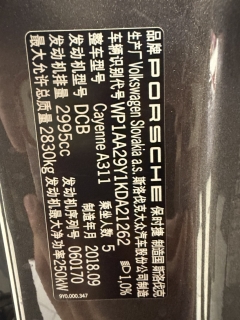 品牌 PORSCHE 保时捷 制造国 斯洛伐克
生产厂 Volkswagen Slovakia a.s. 斯洛伐克大众汽车股份公司制造
车辆识别代号 WP1AA29Y1KDA21262 1,0%
整车型号 Cayenne A311 乘坐人数 5
发动机型号 DCB 制造年月 2018.09
发动机排量 2995cc 发动机序号 060170
最大允许总质量 2830kg 发动机最大净功率 250kW
9Y0.000.347